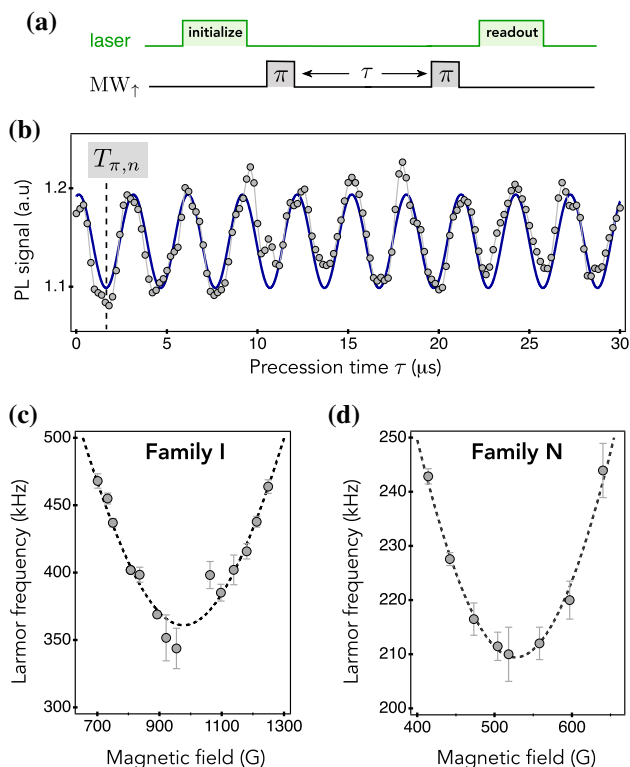 (a)
laser
initialize
readout
MW↑
π
τ
π
(b)
T_{π,n}
PL signal (a.u)
1.2
1.1
0
5
10
15
20
25
30
Precession time τ (μs)
(c)
Family I
Larmor frequency (kHz)
500
450
400
350
300
700
900
1100
1300
Magnetic field (G)
(d)
Family N
Larmor frequency (kHz)
250
240
230
220
210
200
400
500
600
Magnetic field (G)